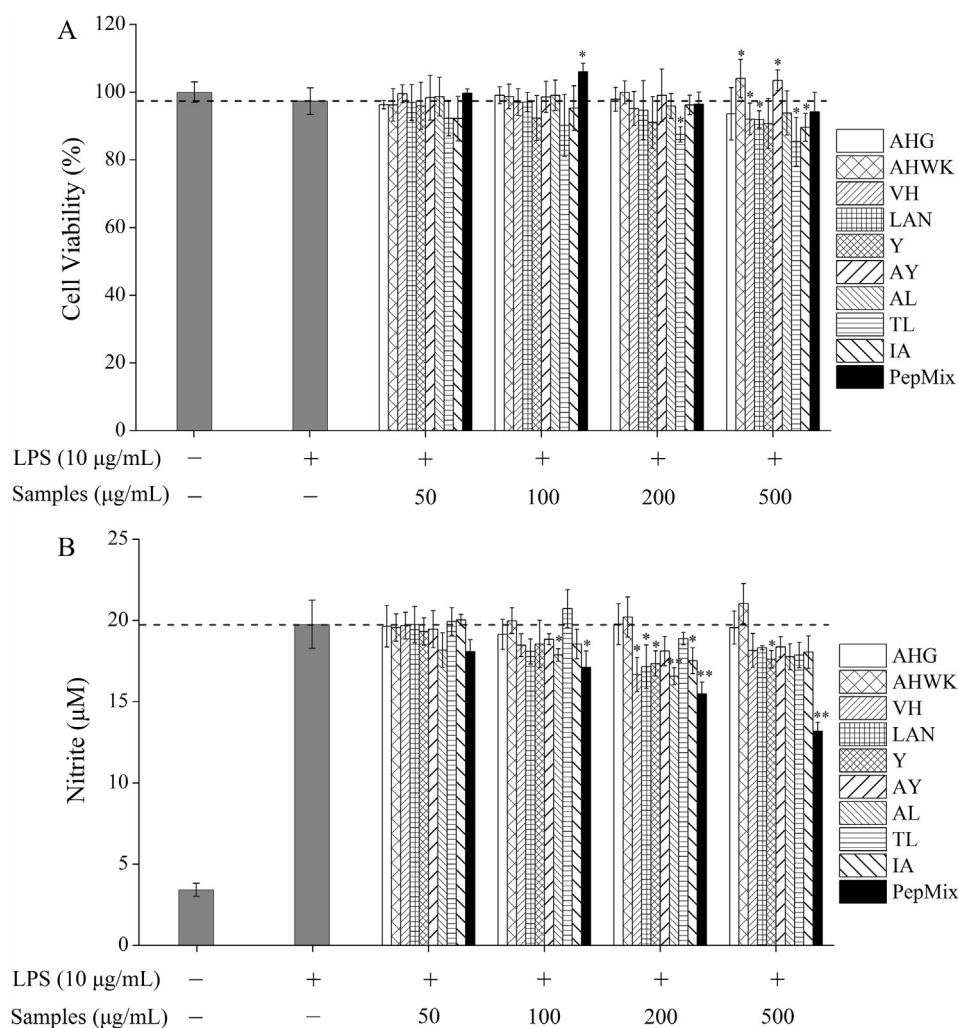 A
120
100
80
60
40
20
0
Cell Viability (%)
* * * * * * * *
AHG
AHWK
VH
LAN
Y
AY
AL
TL
IA
PepMix
LPS (10 μg/mL) − + + + + +
Samples (μg/mL) − − 50 100 200 500
B
25
20
15
10
5
0
Nitrite (μM)
* * * * * ** * ** * **
AHG
AHWK
VH
LAN
Y
AY
AL
TL
IA
PepMix
LPS (10 μg/mL) − + + + + +
Samples (μg/mL) − − 50 100 200 500